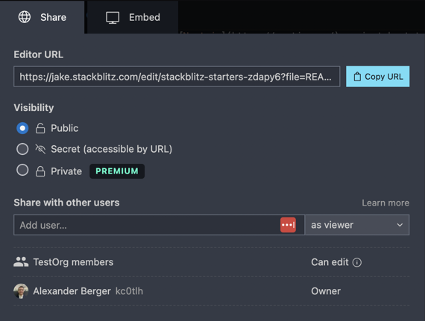 Share
Embed
Editor URL
https://jake.stackblitz.com/edit/stackblitz-starters-zdapy6?file=REA...
Copy URL
Visibility
Public
Secret (accessible by URL)
Private PREMIUM
Share with other users
Learn more
Add user...
as viewer
TestOrg members
Can edit
Alexander Berger kc0tlh
Owner